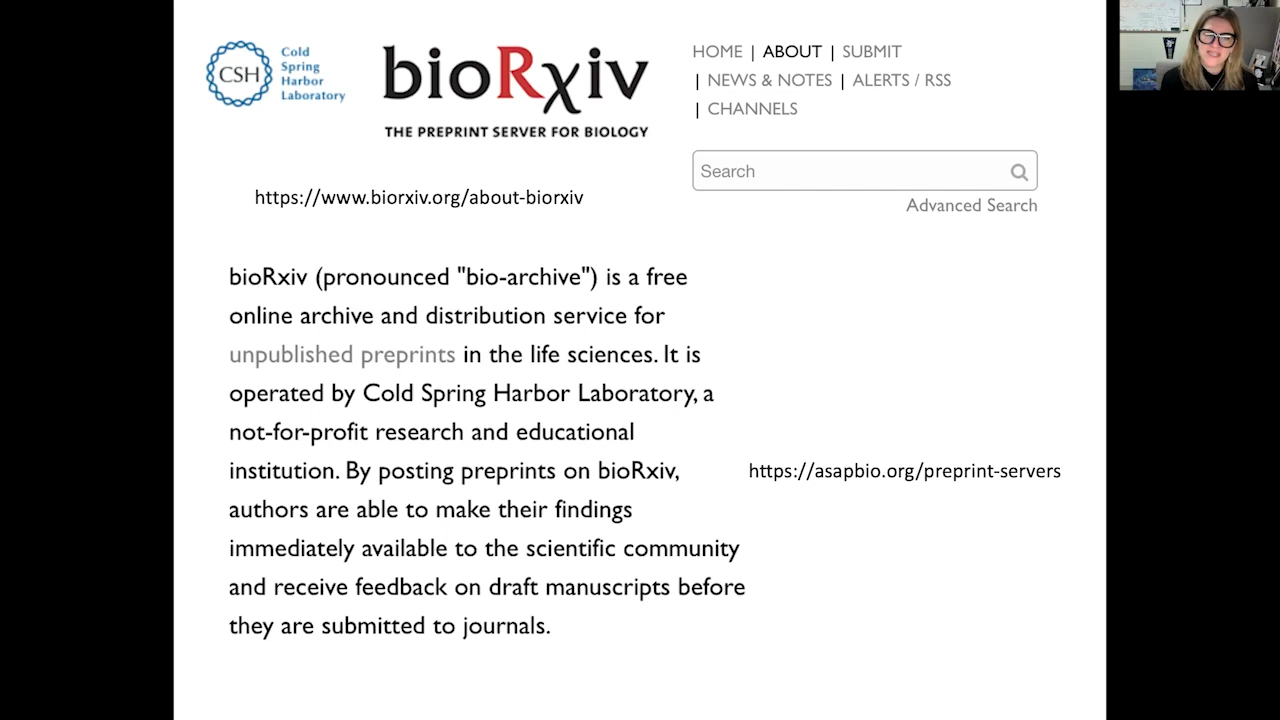 CSH
Cold
Spring
Harbor
Laboratory
bioRxiv
THE PREPRINT SERVER FOR BIOLOGY
HOME | ABOUT | SUBMIT
| NEWS & NOTES | ALERTS / RSS
| CHANNELS
Search
Advanced Search
https://www.biorxiv.org/about-biorxiv
bioRxiv (pronounced "bio-archive") is a free
online archive and distribution service for
unpublished preprints in the life sciences. It is
operated by Cold Spring Harbor Laboratory, a
not-for-profit research and educational
institution. By posting preprints on bioRxiv,
authors are able to make their findings
immediately available to the scientific community
and receive feedback on draft manuscripts before
they are submitted to journals.
https://asapbio.org/preprint-servers